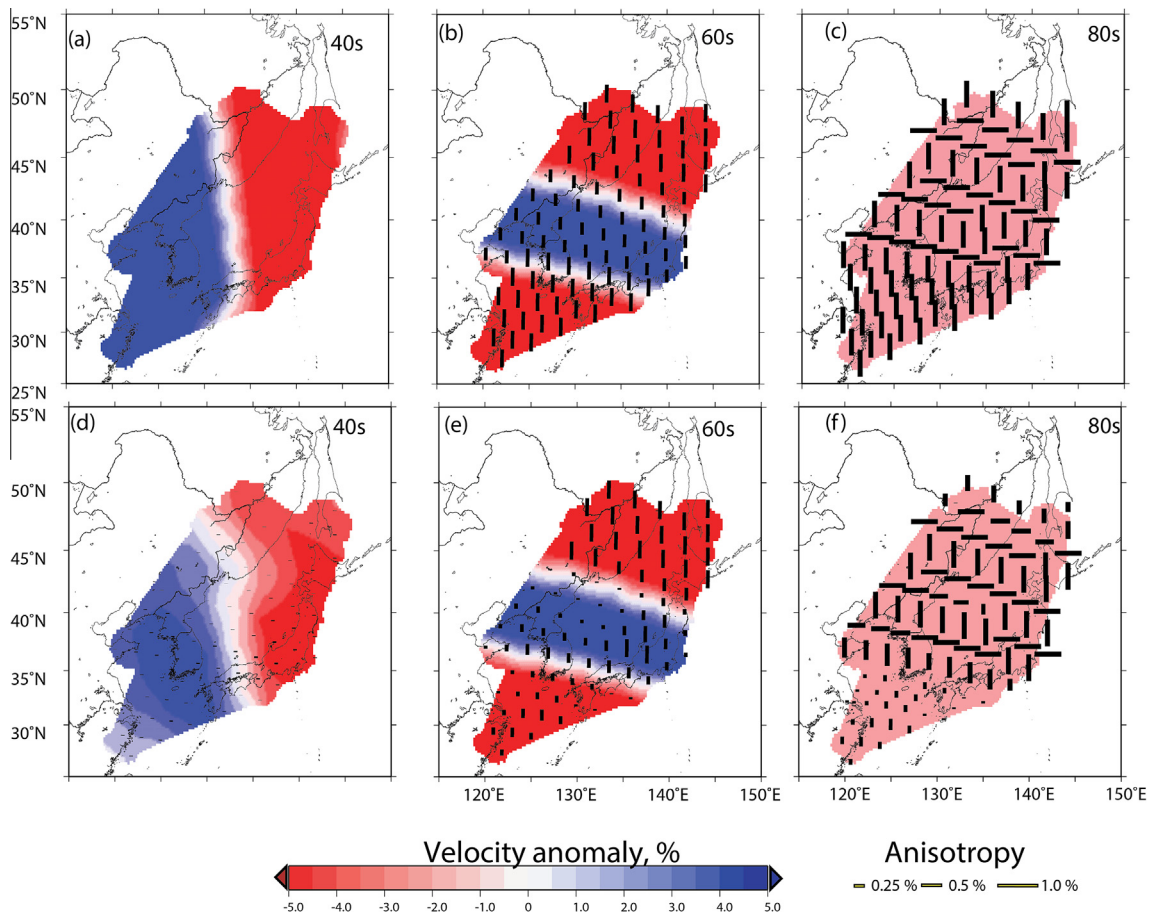 55°N
50°N
45°N
40°N
35°N
30°N
25°N
(a)
40s
(b)
60s
(c)
80s
55°N
50°N
45°N
40°N
35°N
30°N
(d)
40s
(e)
60s
(f)
80s
120°E 130°E 140°E 150°E
120°E 130°E 140°E 150°E
Velocity anomaly, %
-5.0 -4.0 -3.0 -2.0 -1.0 0 1.0 2.0 3.0 4.0 5.0
Anisotropy
0.25 % 0.5 % 1.0 %